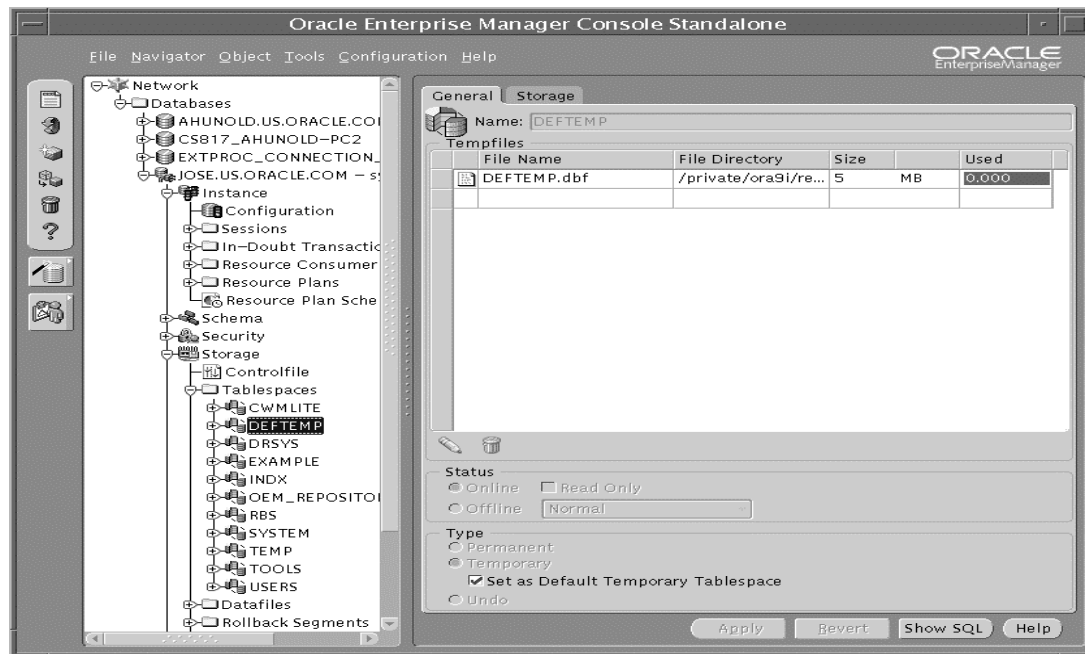 Oracle Enterprise Manager Console Standalone
File Navigator Object Tools Configuration Help
ORACLE
EnterpriseManager
Network
Databases
AHUNOLD.US.ORACLE.COI
CS817_AHUNOLD-PC2
EXTPROC_CONNECTION_
JOSE.US.ORACLE.COM - s
Instance
Configuration
Sessions
In-Doubt Transactic
Resource Consumer
Resource Plans
Resource Plan Sche
Schema
Security
Storage
Controlfile
Tablespaces
CWMLITE
DEFTEMP
DRSYS
EXAMPLE
INDX
OEM_REPOSITOI
RBS
SYSTEM
TEMP
TOOLS
USERS
Datafiles
Rollback Segments
General Storage
Name: DEFTEMP
Tempfiles
File Name File Directory Size Used
DEFTEMP.dbf /private/ora9i/re... 5 MB 0.000
Status
Online Read Only
Offline Normal
Type
Permanent
Temporary
Set as Default Temporary Tablespace
Undo
Apply Revert Show SQL Help